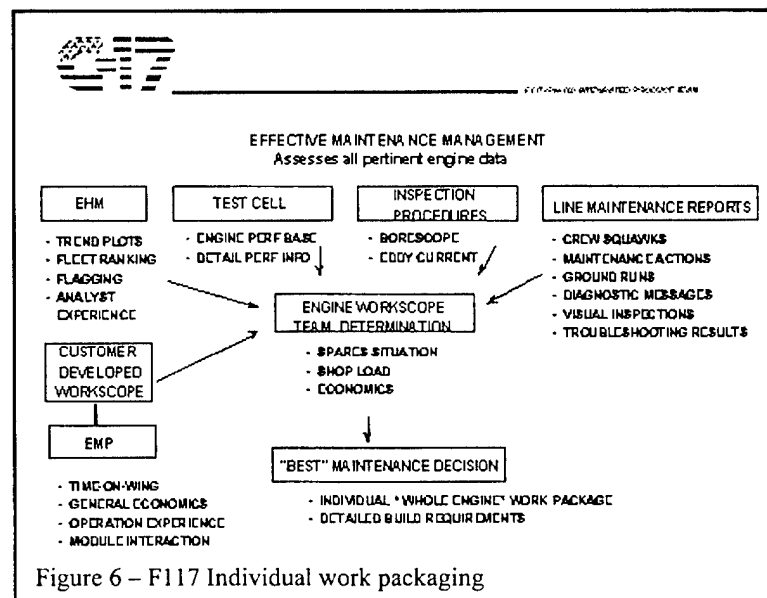 C-17
EFFECTIVE MAINTENANCE MANAGEMENT
Assesses all pertinent engine data
EHM
- TREND PLOTS
- FLEET RANKING
- FLAGGING
- ANALYST
EXPERIENCE
TEST CELL
- ENGINE PERF BASE
- DETAIL PERF INFO
INSPECTION
PROCEDURES
- BORESCOPE
- EDDY CURRENT
LINE MAINTENANCE REPORTS
- CREW SQUAWKS
- MAINTENANCE ACTIONS
- GROUND RUNS
- DIAGNOSTIC MESSAGES
- VISUAL INSPECTIONS
- TROUBLESHOOTING RESULTS
ENGINE WORKSCOPE
TEAM DETERMINATION
- SPARES SITUATION
- SHOP LOAD
- ECONOMICS
CUSTOMER
DEVELOPED
WORKSCOPE
EMP
- TIME-ON-WING
- GENERAL ECONOMICS
- OPERATION EXPERIENCE
- MODULE INTERACTION
"BEST" MAINTENANCE DECISION
- INDIVIDUAL "WHOLE ENGINE" WORK PACKAGE
- DETAILED BUILD REQUIREMENTS
Figure 6 – F117 Individual work packaging